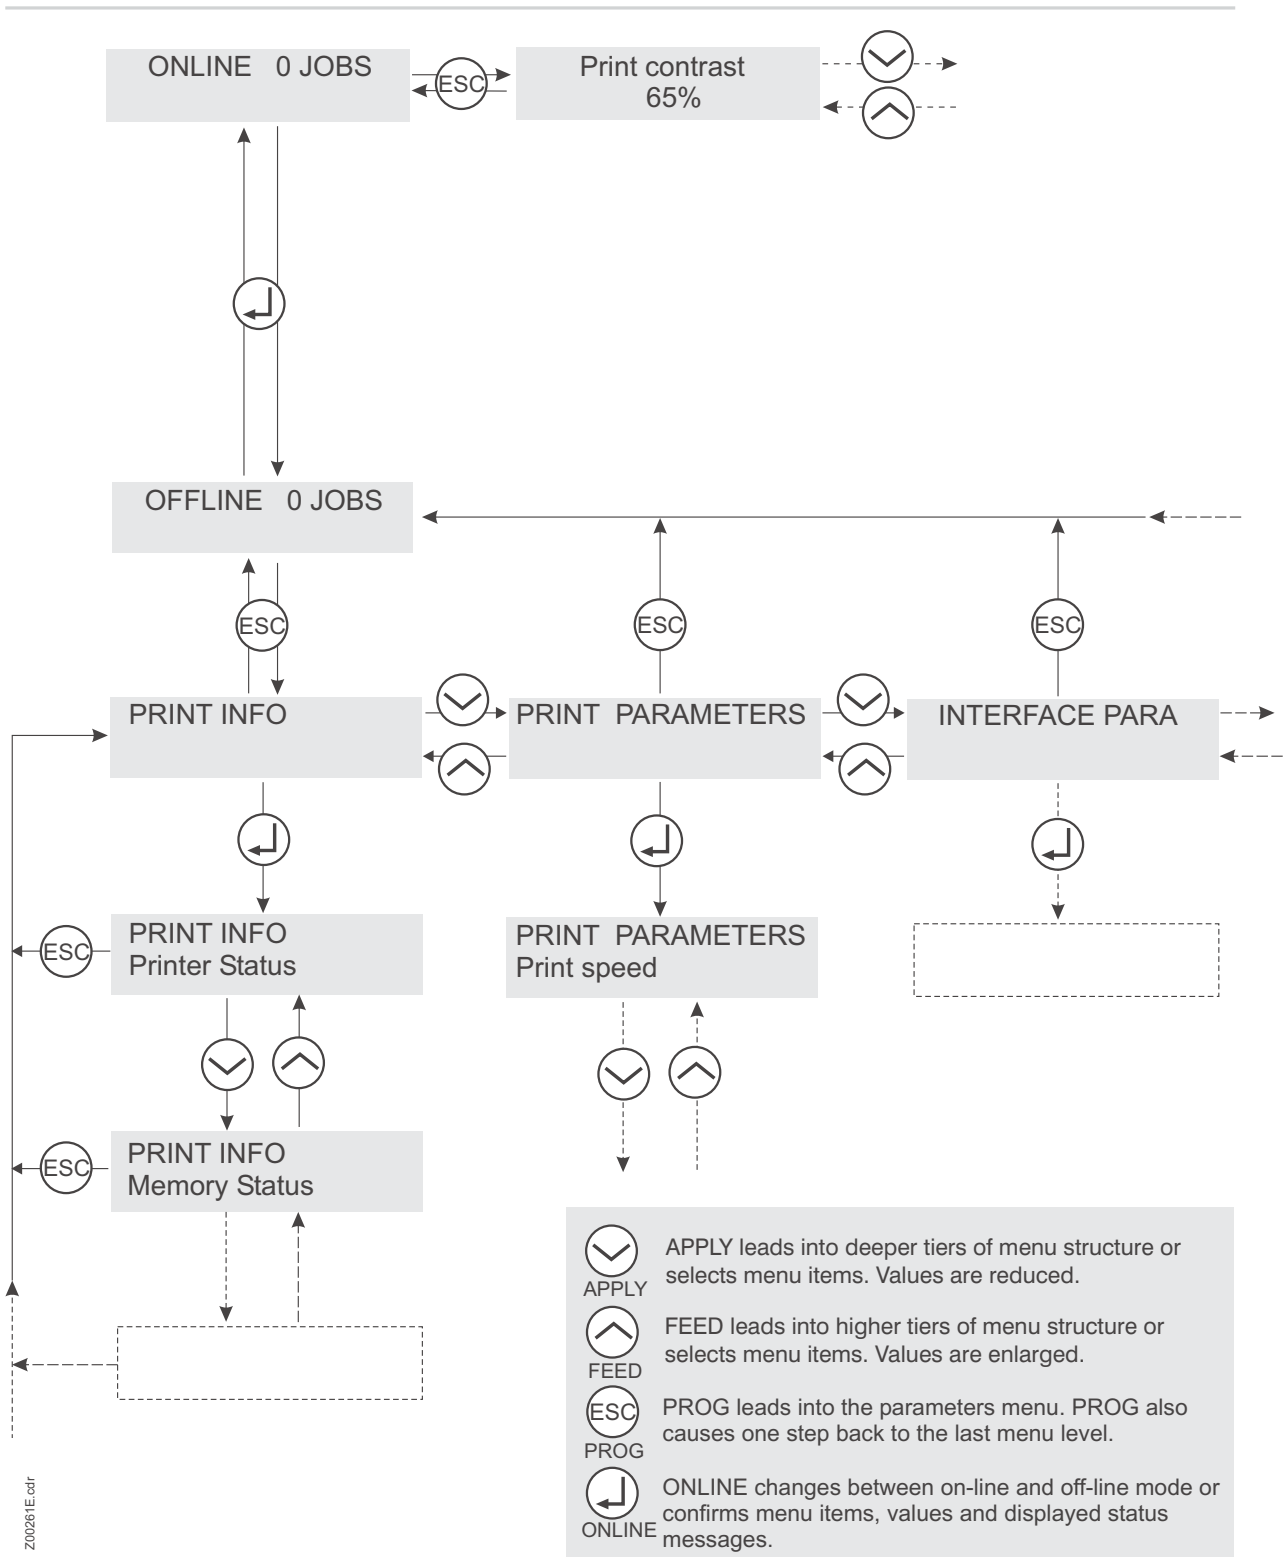 ONLINE 0 JOBS
ESC
Print contrast
65%
OFFLINE 0 JOBS
ESC
ESC
ESC
PRINT INFO
PRINT PARAMETERS
INTERFACE PARA
ESC
PRINT INFO
Printer Status
PRINT PARAMETERS
Print speed
ESC
PRINT INFO
Memory Status
APPLY
APPLY leads into deeper tiers of menu structure or
selects menu items. Values are reduced.
FEED
FEED leads into higher tiers of menu structure or
selects menu items. Values are enlarged.
ESC
PROG
PROG leads into the parameters menu. PROG also
causes one step back to the last menu level.
ONLINE
ONLINE changes between on-line and off-line mode or
confirms menu items, values and displayed status
messages.
Z00261E.cdr